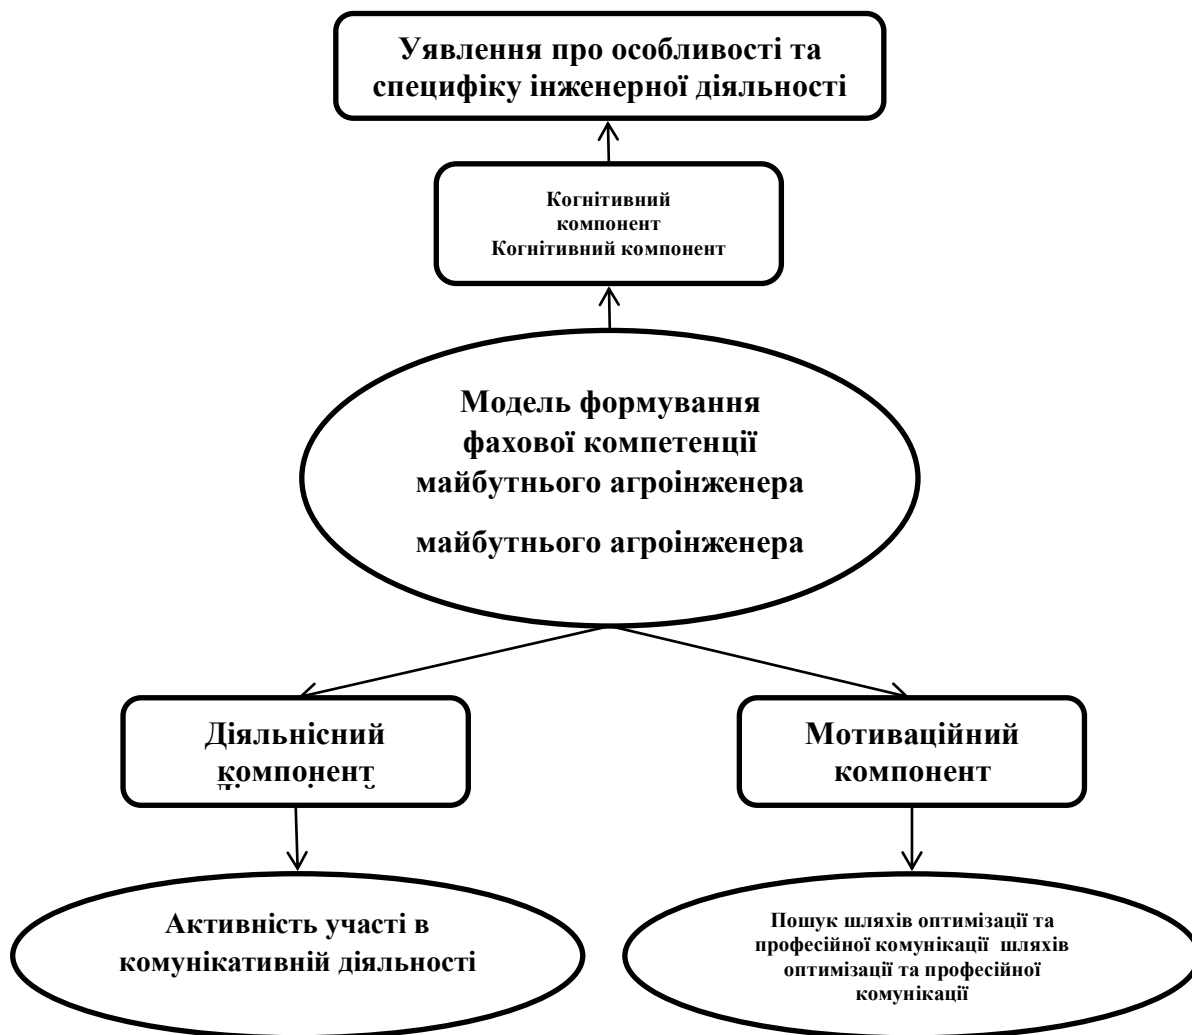 Уявлення про особливості та
специфіку інженерної діяльності
Когнітивний
компонент
Когнітивний компонент
Модель формування
фахової компетенції
майбутнього агроінженера
майбутнього агроінженера
Діяльнісний
компонент
Мотиваційний
компонент
Активність участі в
комунікативній діяльності
Пошук шляхів оптимізації та
професійної комунікації шляхів
оптимізації та професійної
комунікації